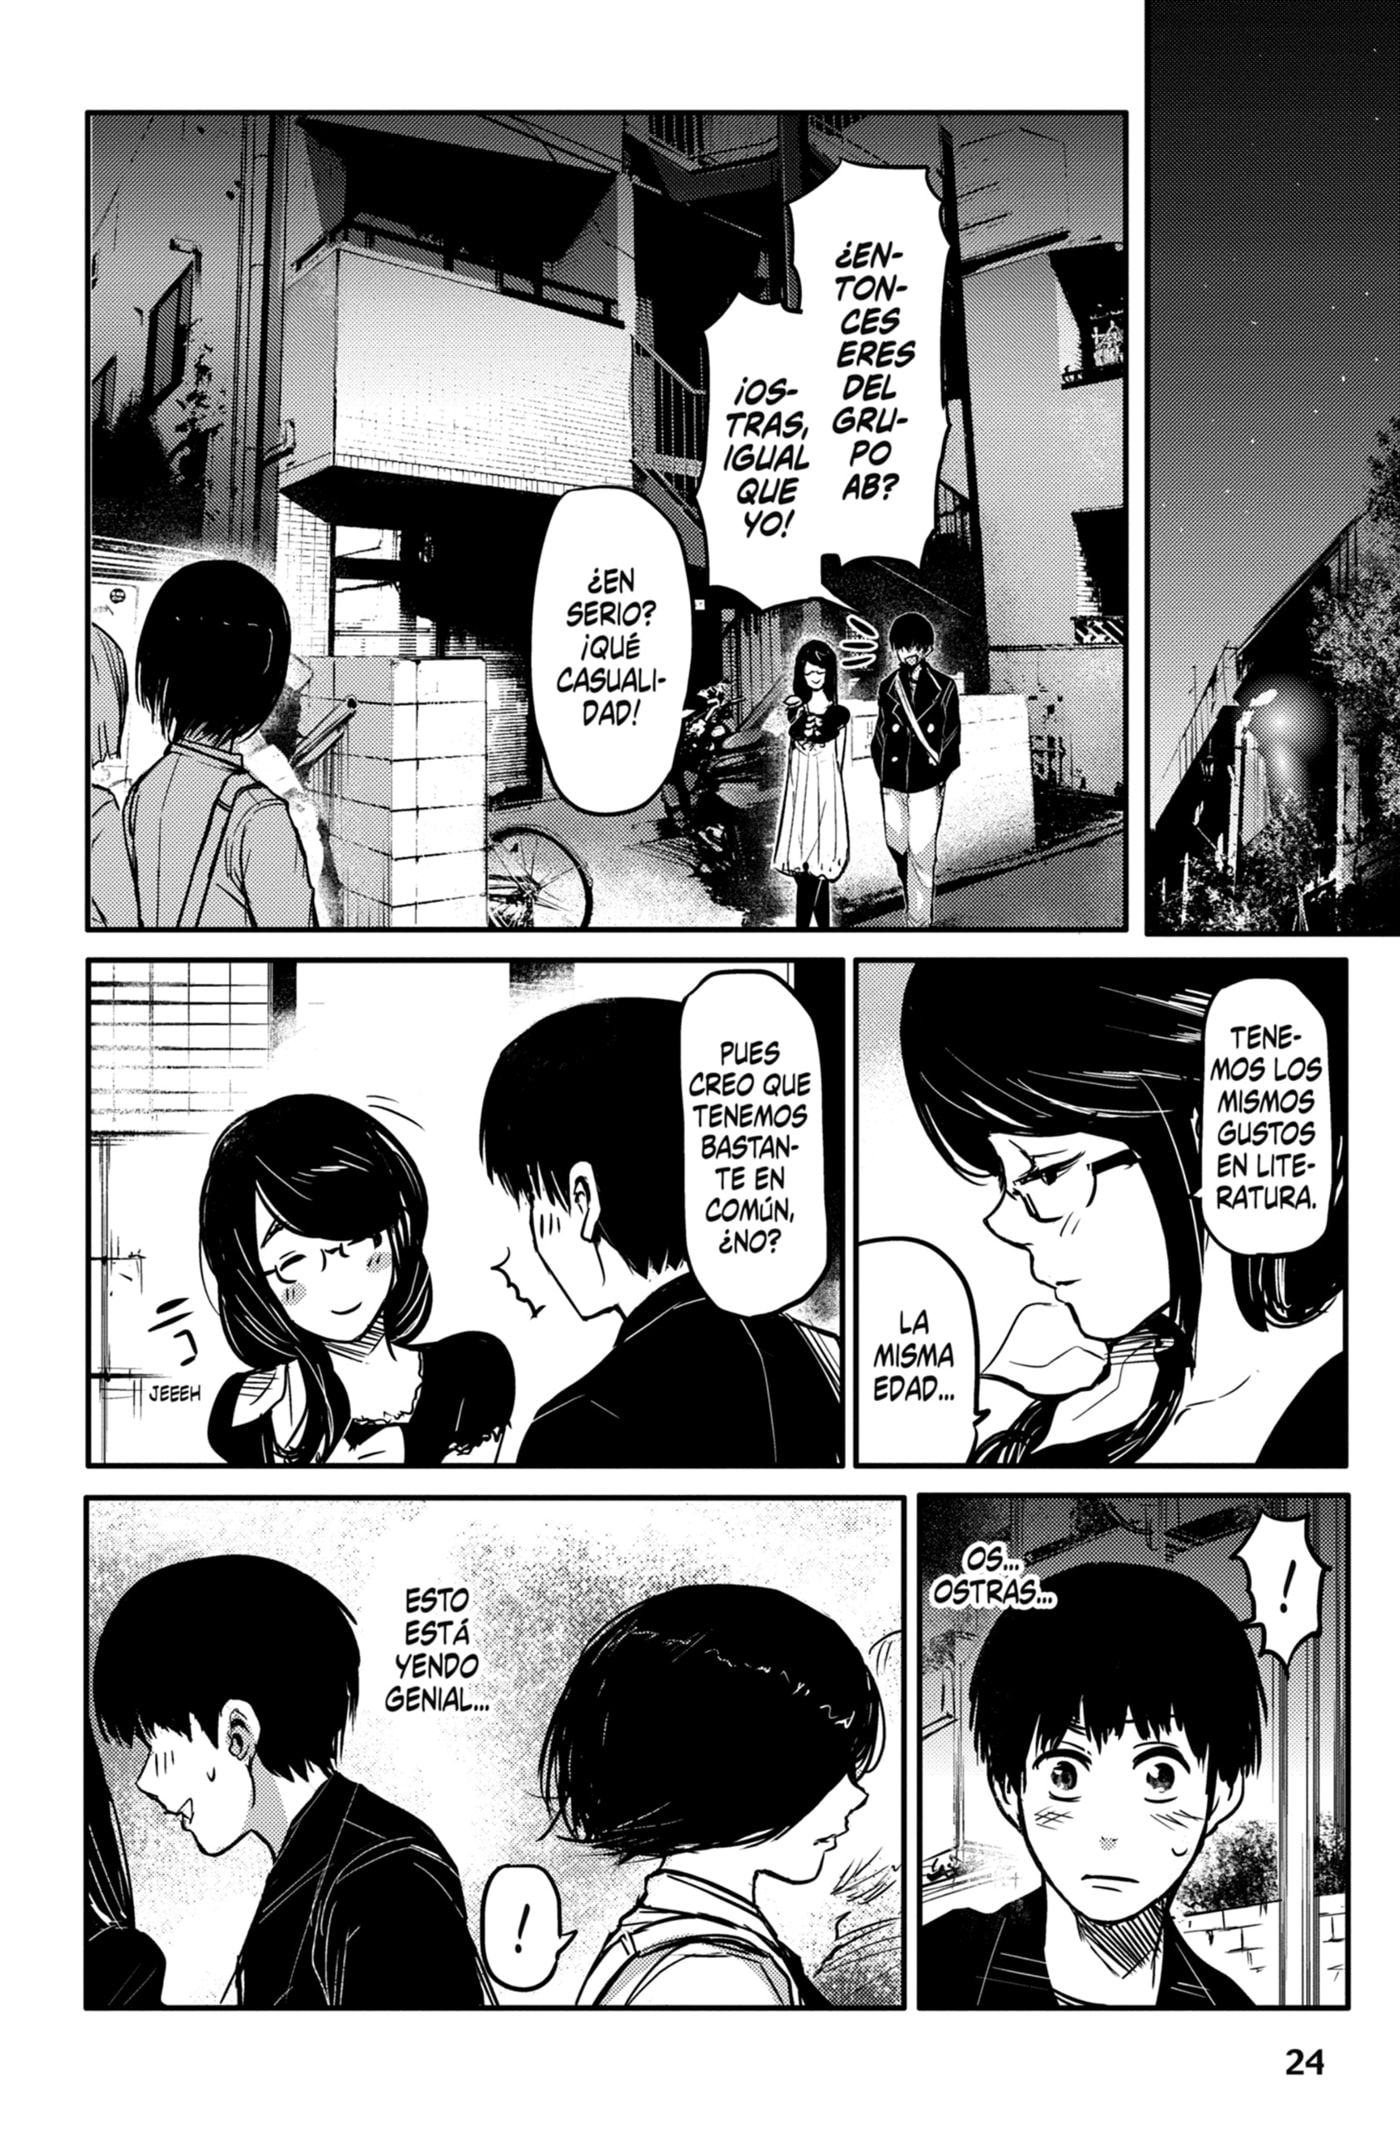 ¿EN-
TON-
CES
ERES
DEL
GRU-
PO
AB?
¡OS-
TRAS,
IGUAL
QUE
YO!
¿EN
SERIO?
¡QUÉ
CASUALI-
DAD!
TENE-
MOS LOS
MISMOS
GUSTOS
EN LITE-
RATURA.
LA
MISMA
EDAD...
PUES
CREO QUE
TENEMOS
BASTAN-
TE EN
COMÚN,
¿NO?
JEEEH
!
OS...
OSTRAS...
ESTO
ESTÁ
YENDO
GENIAL...
!
24